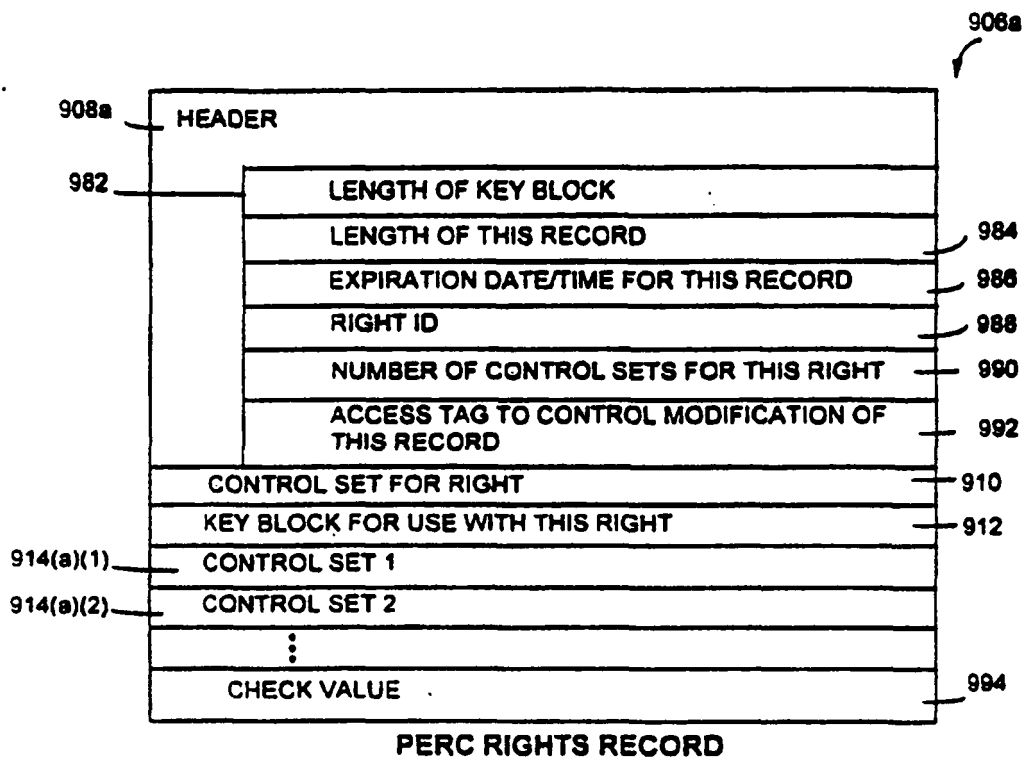 906a
908a HEADER
982 LENGTH OF KEY BLOCK
LENGTH OF THIS RECORD 984
EXPIRATION DATE/TIME FOR THIS RECORD 986
RIGHT ID 988
NUMBER OF CONTROL SETS FOR THIS RIGHT 990
ACCESS TAG TO CONTROL MODIFICATION OF
THIS RECORD 992
CONTROL SET FOR RIGHT 910
KEY BLOCK FOR USE WITH THIS RIGHT 912
914(a)(1) CONTROL SET 1
914(a)(2) CONTROL SET 2
CHECK VALUE 994
PERC RIGHTS RECORD